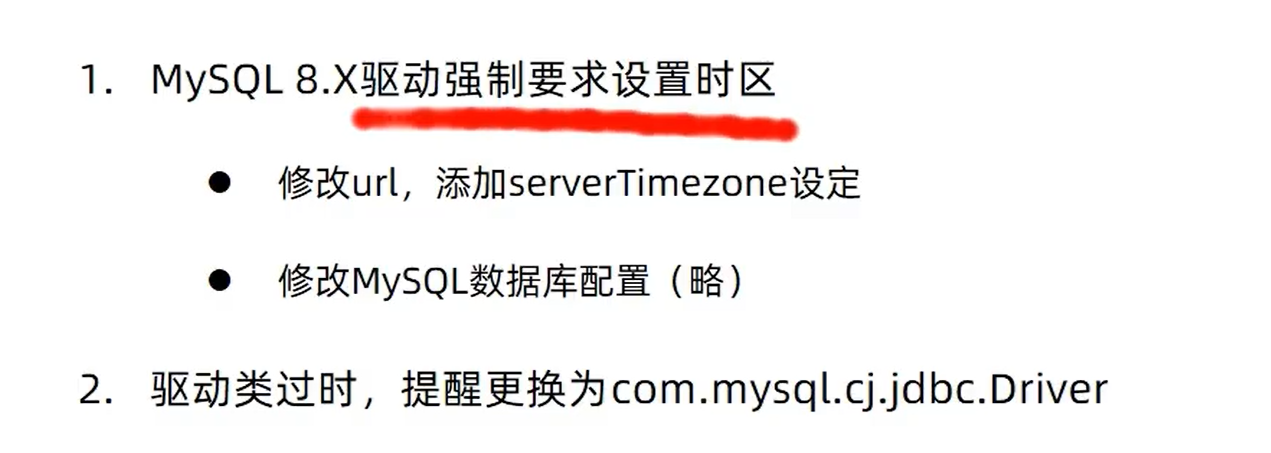 1. MySQL 8.X驱动强制要求设置时区
● 修改url，添加serverTimezone设定
● 修改MySQL数据库配置（略）
2. 驱动类过时，提醒更换为com.mysql.cj.jdbc.Driver